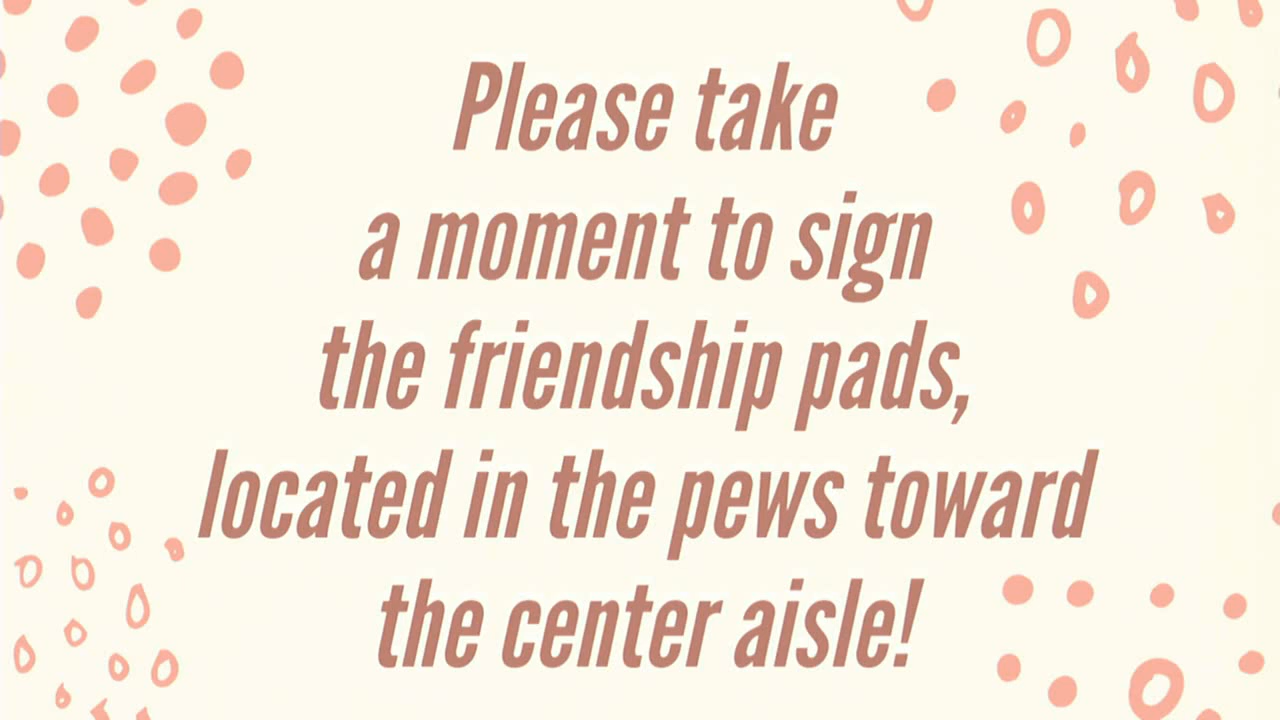 Please take
a moment to sign
the friendship pads,
located in the pews toward
the center aisle!